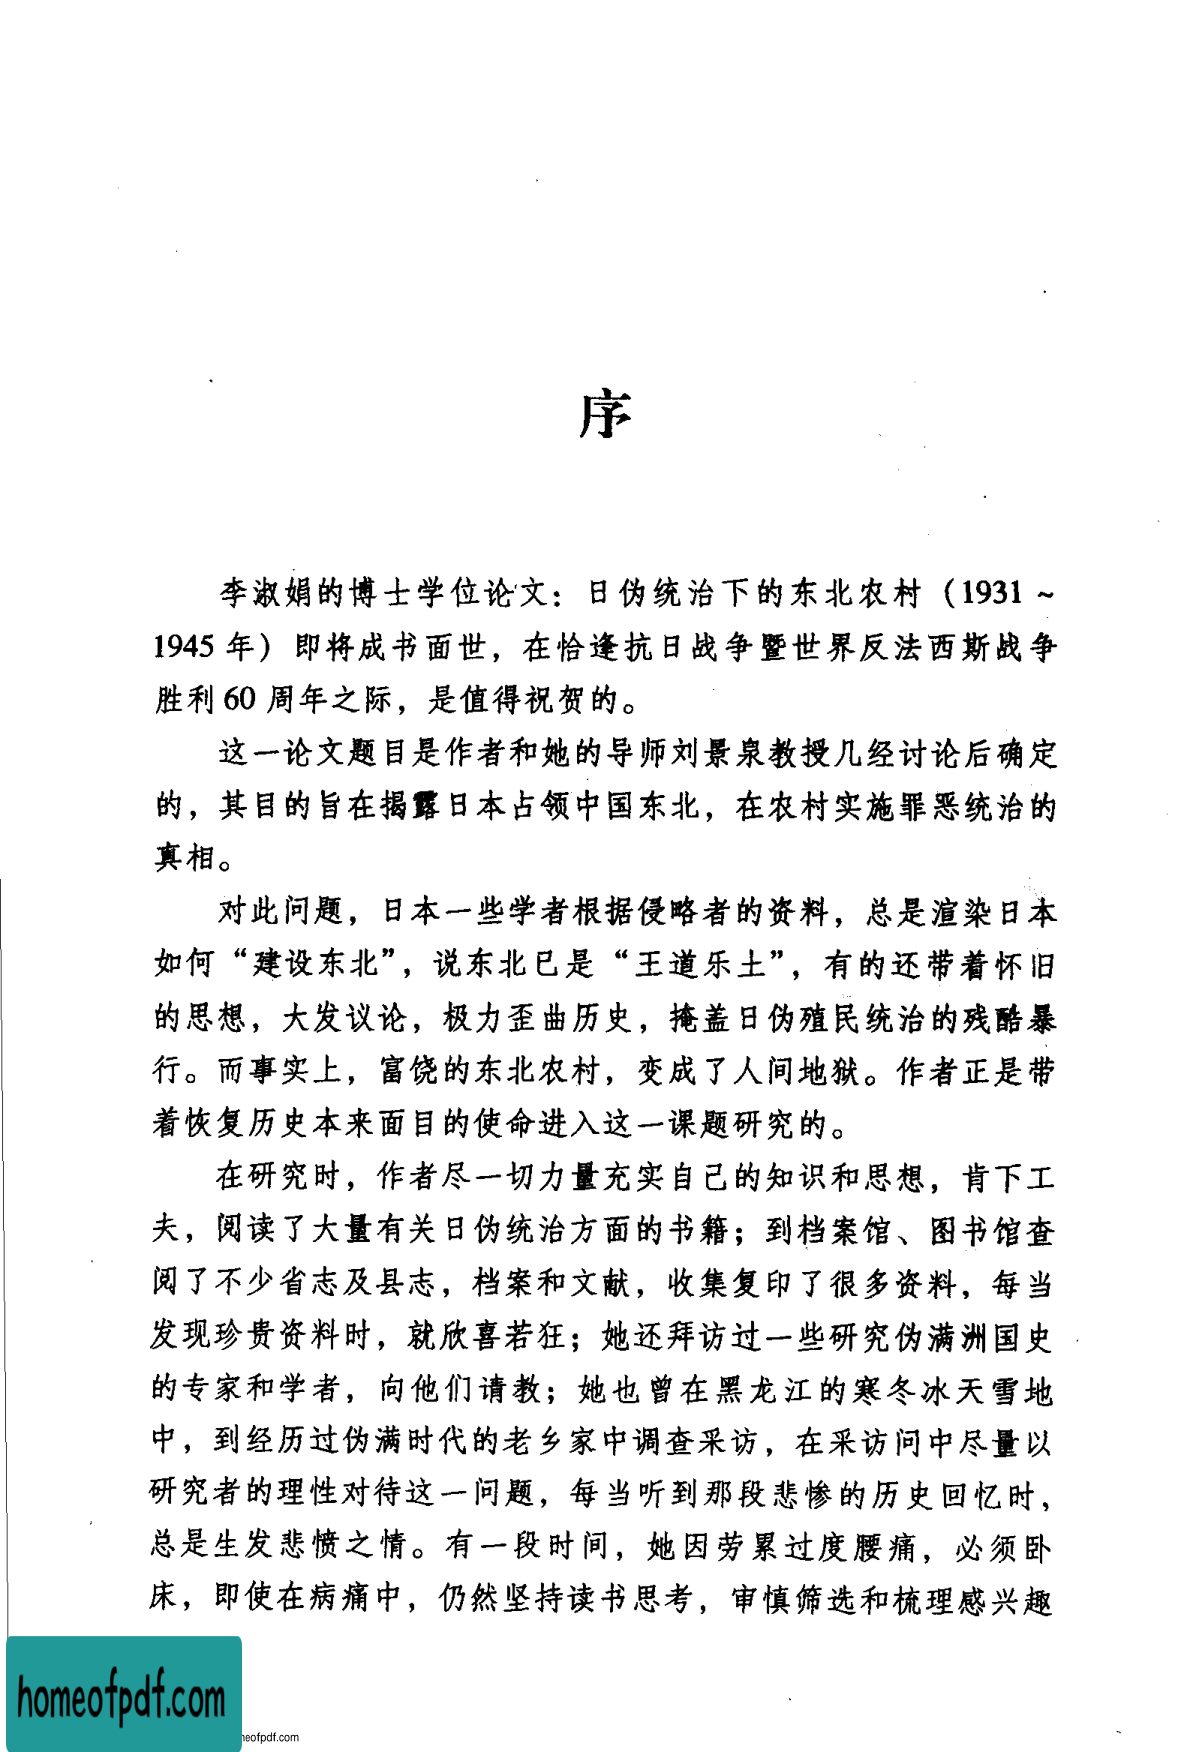 序
李淑娟的博士学位论文：日伪统治下的东北农村（1931～
1945年）即将成书面世，在恰逢抗日战争暨世界反法西斯战争
胜利60周年之际，是值得祝贺的。
这一论文题目是作者和她的导师刘景泉教授几经讨论后确定
的，其目的旨在揭露日本占领中国东北，在农村实施罪恶统治的
真相。
对此问题，日本一些学者根据侵略者的资料，总是渲染日本
如何“建设东北”，说东北已是“王道乐土”，有的还带着怀旧
的思想，大发议论，极力歪曲历史，掩盖日伪殖民统治的残酷暴
行。而事实上，富饶的东北农村，变成了人间地狱。作者正是带
着恢复历史本来面目的使命进入这一课题研究的。
在研究时，作者尽一切力量充实自己的知识和思想，肯下工
夫，阅读了大量有关日伪统治方面的书籍；到档案馆、图书馆查
阅了不少省志及县志，档案和文献，收集复印了很多资料，每当
发现珍贵资料时，就欣喜若狂；她还拜访过一些研究伪满洲国史
的专家和学者，向他们请教；她也曾在黑龙江的寒冬冰天雪地
中，到经历过伪满时代的老乡家中调查采访，在采访问中尽量以
研究者的理性对待这一问题，每当听到那段悲惨的历史回忆时，
总是生发悲愤之情。有一段时间，她因劳累过度腰痛，必须卧
床，即使在病痛中，仍然坚持读书思考，审慎筛选和梳理感兴趣
homeofpdf.com
neofpdf.com